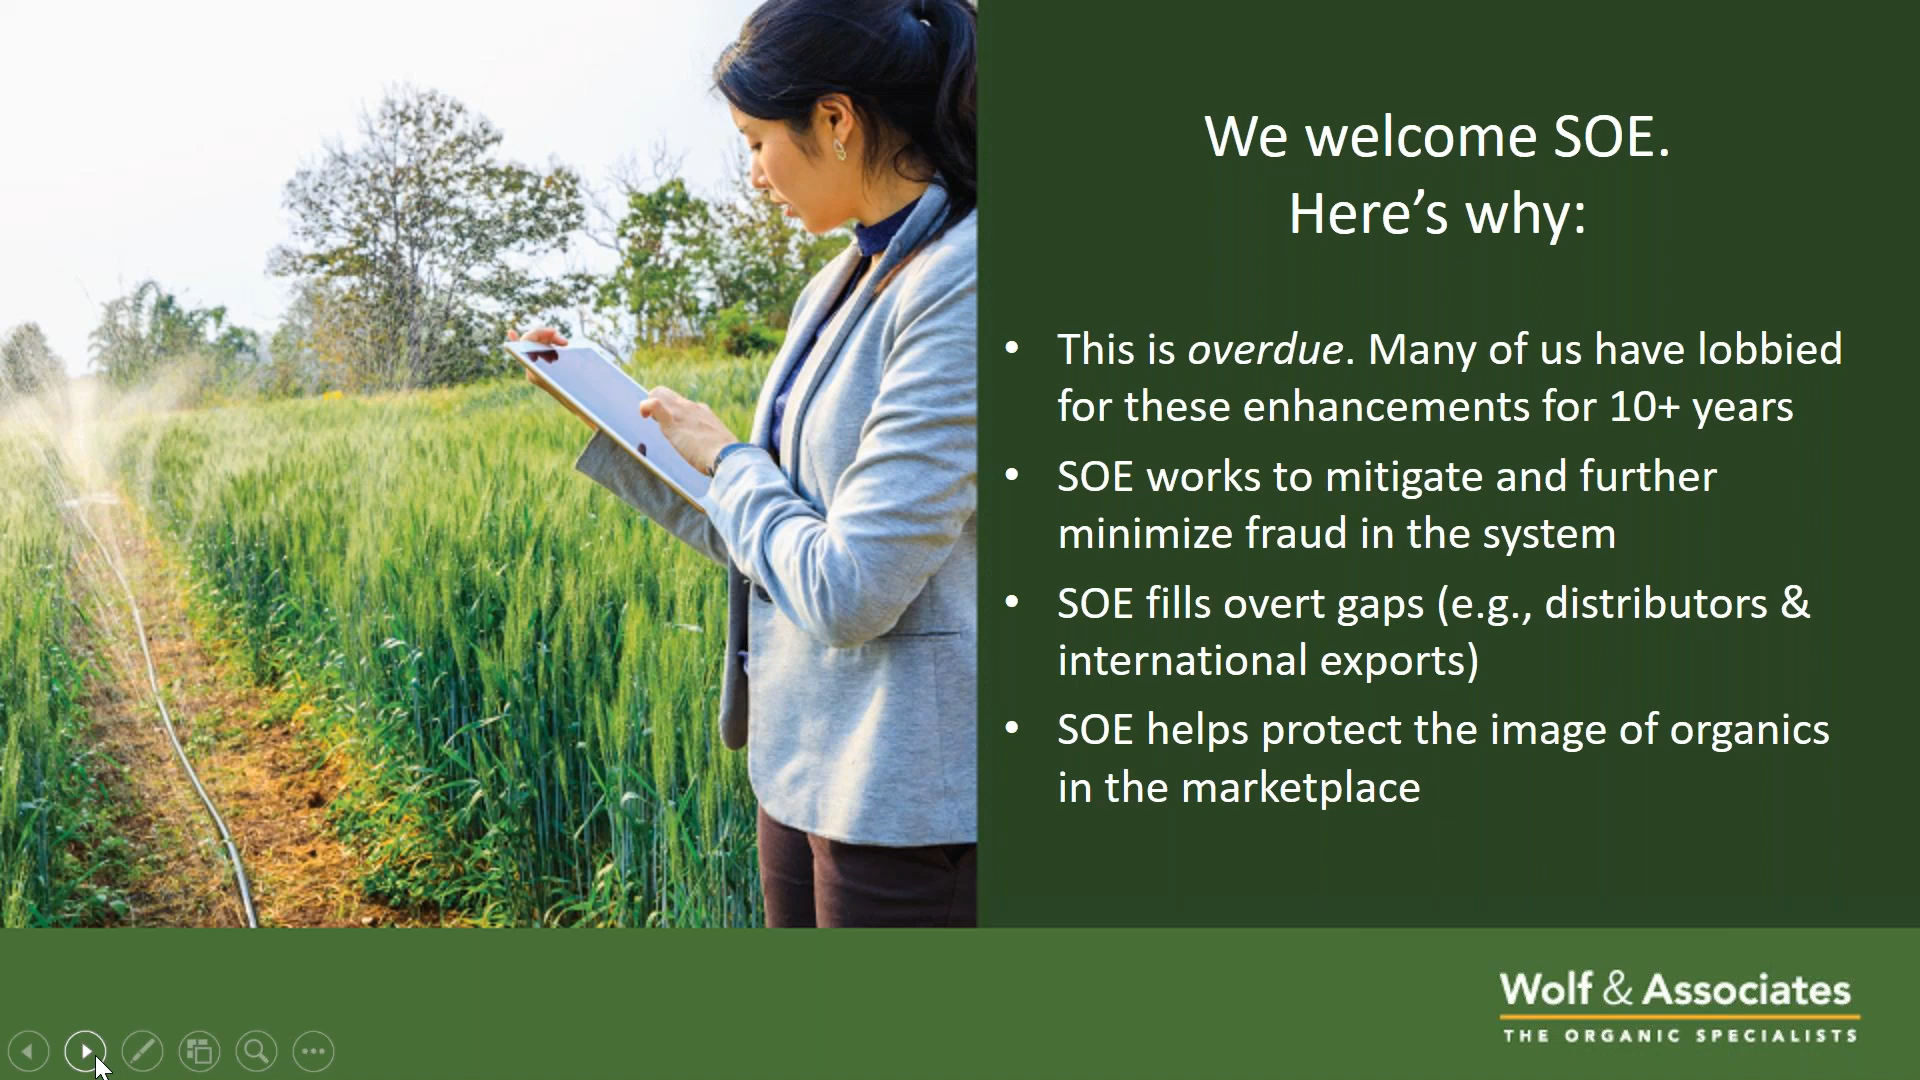 We welcome SOE.
Here’s why:
• This is overdue. Many of us have lobbied
for these enhancements for 10+ years
• SOE works to mitigate and further
minimize fraud in the system
• SOE fills overt gaps (e.g., distributors &
international exports)
• SOE helps protect the image of organics
in the marketplace
Wolf & Associates
THE ORGANIC SPECIALISTS